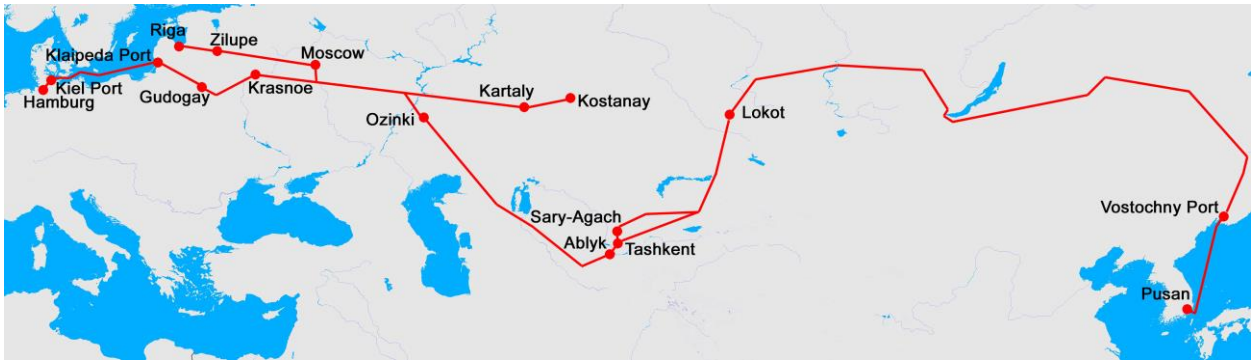 Riga
Zilupe
Moscow
Klaipeda Port
Kiel Port
Hamburg
Gudogay
Krasnoe
Kartaly
Kostanay
Ozinki
Lokot
Sary-Agach
Ablyk
Tashkent
Vostochny Port
Pusan